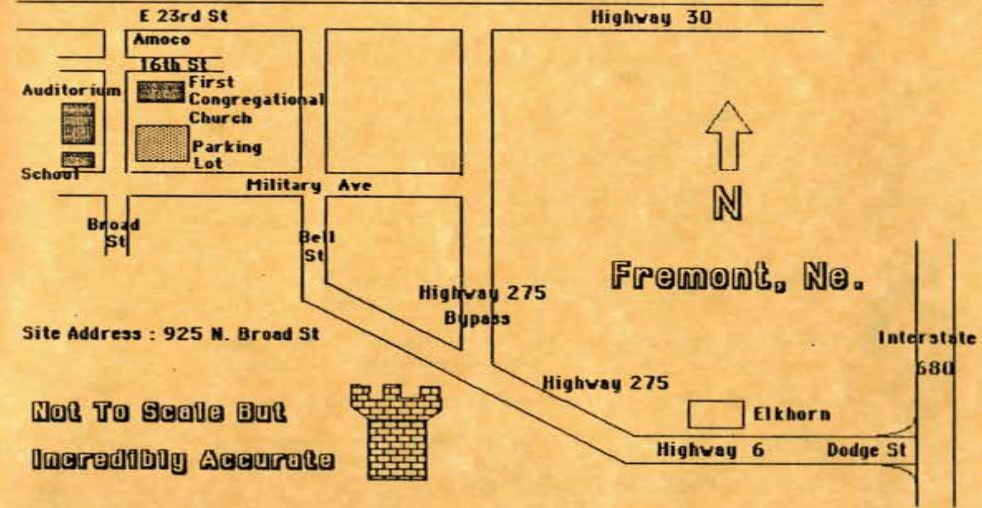 E 23rd St
Highway 30
Amoco
16th St
Auditorium
First
Congregational
Church
Parking
Lot
School
Military Ave
Broad
St
Bell
St
N
Fremont, Ne.
Highway 275
Bypass
Site Address : 925 N. Broad St
Interstate
680
Highway 275
Not To Scale But
Incredibly Accurate
Elkhorn
Highway 6
Dodge St